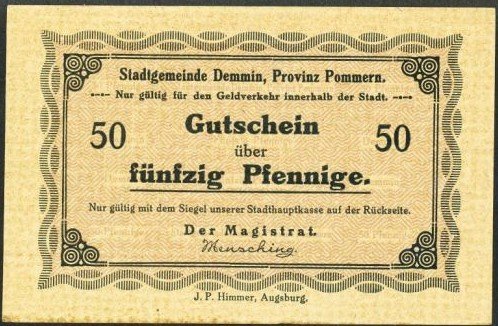 Stadtgemeinde Demmin, Provinz Pommern.
Nur gültig für den Geldverkehr innerhalb der Stadt.
50 Gutschein 50
über
fünfzig Pfennige.
Nur gültig mit dem Siegel unserer Stadthauptkasse auf der Rückseite.
Der Magistrat.
Mensching.
J. P. Himmer, Augsburg.